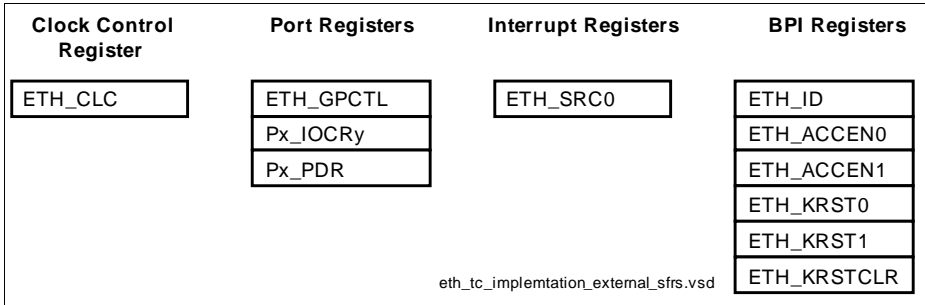 Clock Control
Register
Port Registers
Interrupt Registers
BPI Registers
ETH_CLC
ETH_GPCTL
Px_IOCRy
Px_PDR
ETH_SRC0
ETH_ID
ETH_ACCEN0
ETH_ACCEN1
ETH_KRST0
ETH_KRST1
ETH_KRSTCLR
eth_tc_implemtation_external_sfrs.vsd